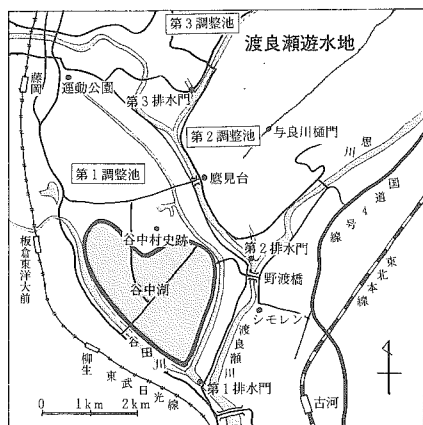 第3調整池
渡良瀬遊水地
藤岡
運動公園
第3排水門
第2調整池
与良川樋門
思川
国道4号線
第1調整池
鷹見台
東北本線
谷中村史跡
第2排水門
板倉東洋大前
谷中湖
野渡橋
シモレン
渡良瀬川
谷田川
柳生
東武日光線
第1排水門
古河
0 1km 2km